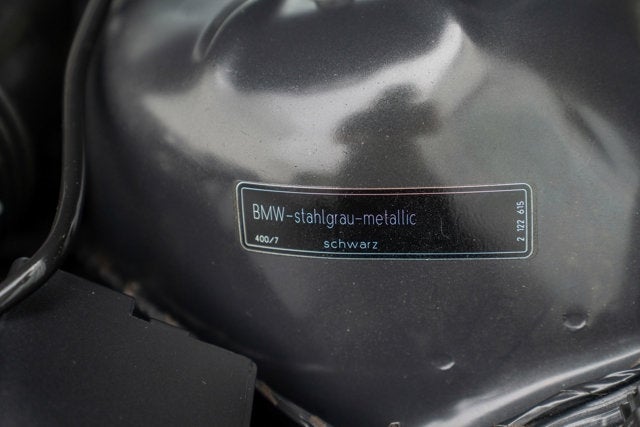 BMW-stahlgrau-metallic
400/7 schwarz
2 122 615